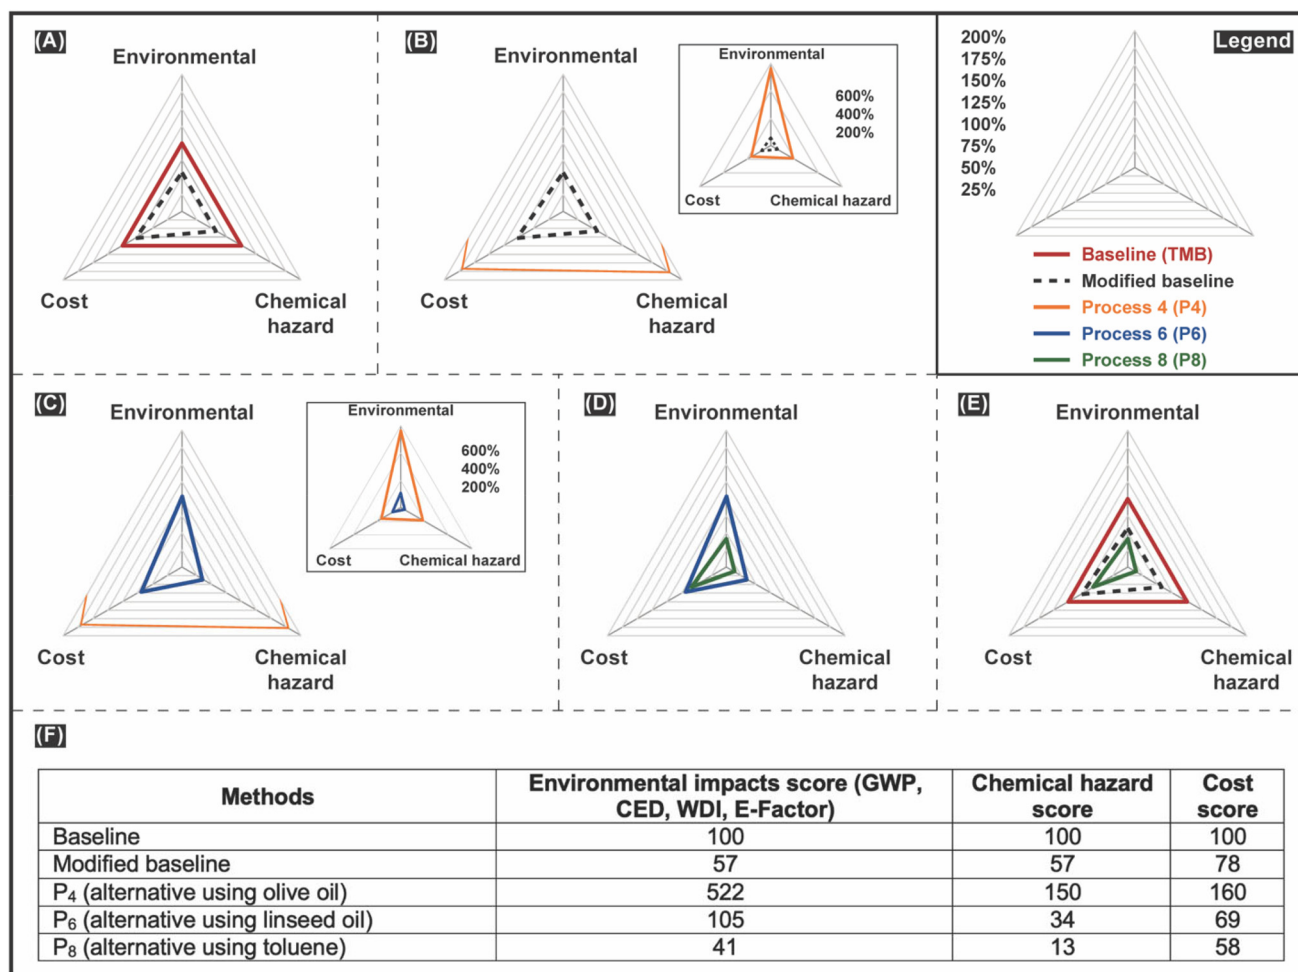 (A)
Environmental
Cost
Chemical
hazard
(B)
Environmental
Cost
Chemical
hazard
Environmental
600%
400%
200%
Cost
Chemical hazard
Legend
200%
175%
150%
125%
100%
75%
50%
25%
Baseline (TMB)
Modified baseline
Process 4 (P4)
Process 6 (P6)
Process 8 (P8)
(C)
Environmental
Cost
Chemical
hazard
Environmental
600%
400%
200%
Cost
Chemical hazard
(D)
Environmental
Cost
Chemical
hazard
(E)
Environmental
Cost
Chemical
hazard
(F)
Methods
Environmental impacts score (GWP,
CED, WDI, E-Factor)
Chemical hazard
score
Cost
score
Baseline 100 100 100
Modified baseline 57 57 78
P₄ (alternative using olive oil) 522 150 160
P₆ (alternative using linseed oil) 105 34 69
P₈ (alternative using toluene) 41 13 58